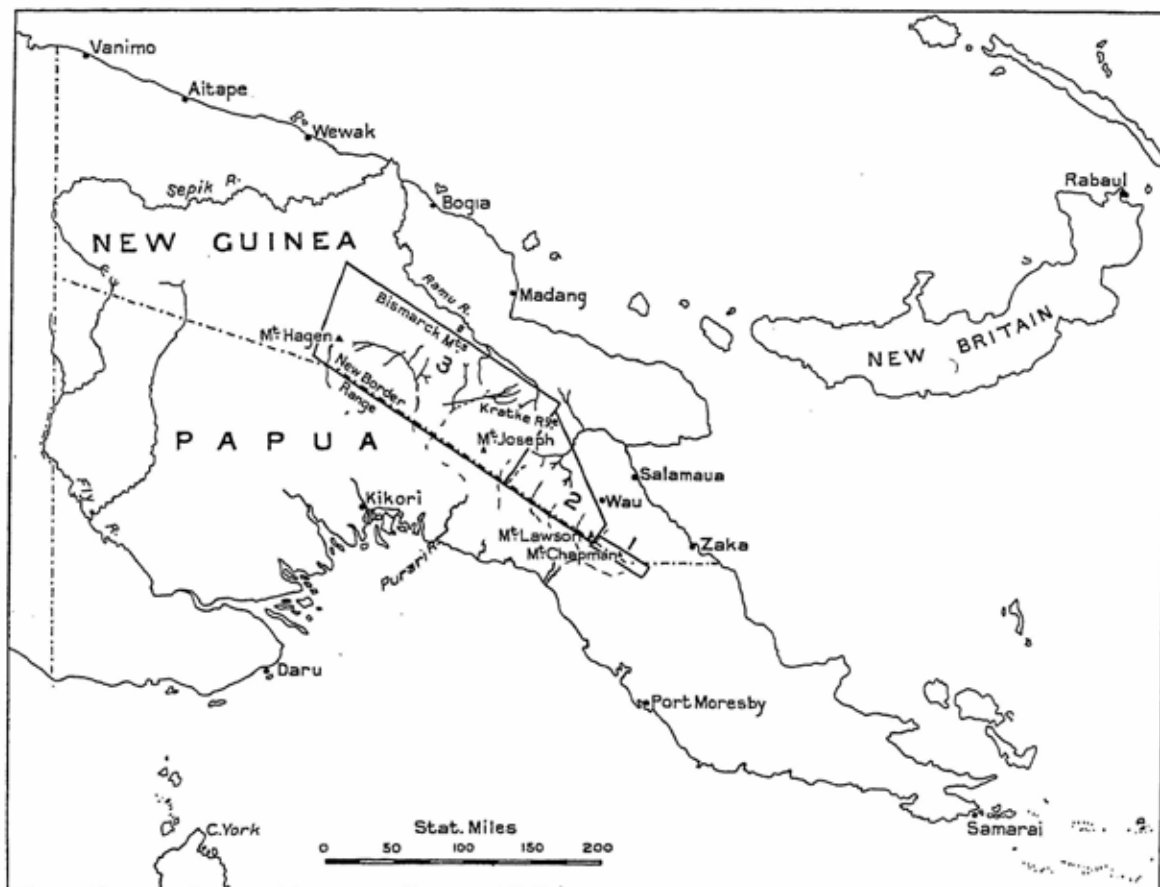 Vanimo
Aitape
Wewak
Sepik R.
Bogia
Rabaul
NEW GUINEA
Ramu R.
Madang
Bismarck Mts
Mt. Hagen
3
NEW BRITAIN
New Border
Range
Kratke Rge
PAPUA
Mt. Joseph
Salamaua
Fly
R.
Kikori
2
Wau
Purari R.
Mt. Lawson
1
Zaka
Mt. Chapman
Daru
Port Moresby
Stat. Miles
C. York
0 50 100 150 200
Samarai